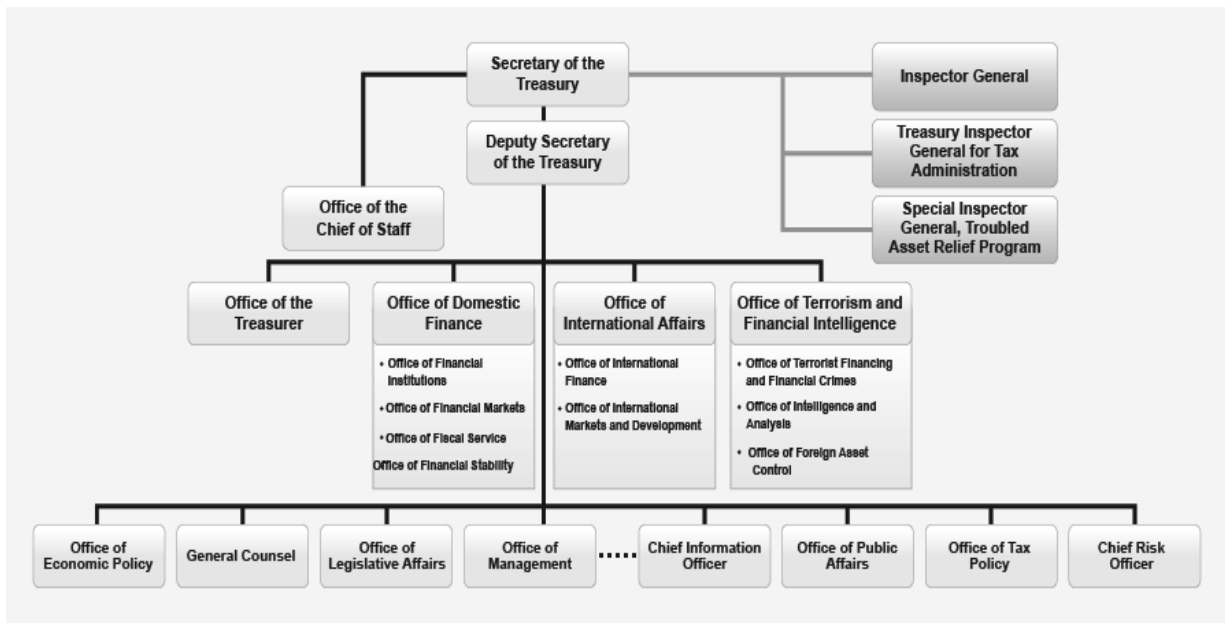 Secretary of the
Treasury
Inspector General
Deputy Secretary
of the Treasury
Treasury Inspector
General for Tax
Administration
Office of the
Chief of Staff
Special Inspector
General, Troubled
Asset Relief Program
Office of the
Treasurer
Office of Domestic
Finance
• Office of Financial
Institutions
• Office of Financial Markets
• Office of Fiscal Service
Office of Financial Stability
Office of
International Affairs
• Office of International
Finance
• Office of International
Markets and Development
Office of Terrorism and
Financial Intelligence
• Office of Terrorist Financing
and Financial Crimes
• Office of Intelligence and
Analysis
• Office of Foreign Asset
Control
Office of
Economic Policy
General Counsel
Office of
Legislative Affairs
Office of
Management
Chief Information
Officer
Office of Public
Affairs
Office of Tax
Policy
Chief Risk
Officer